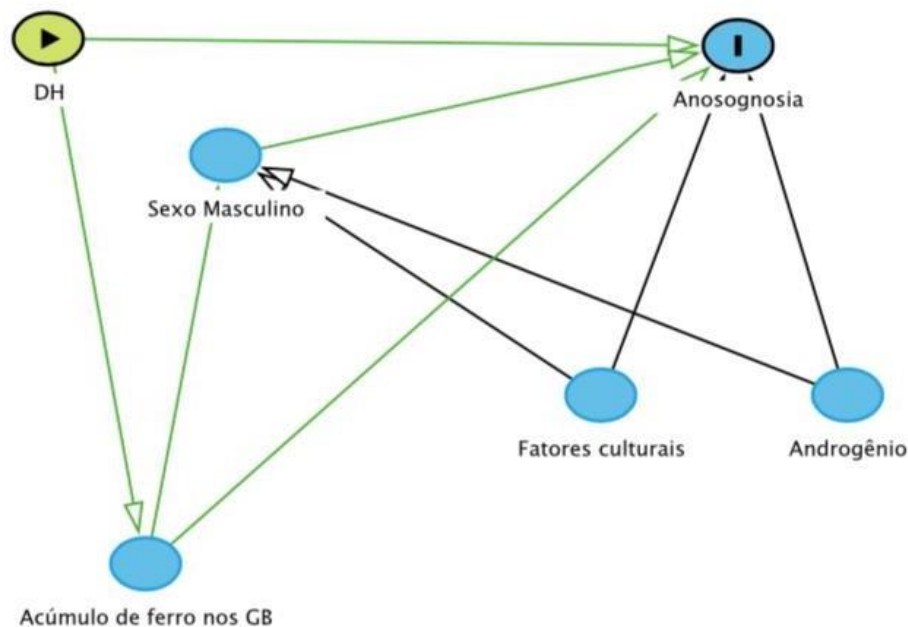 DH
Anosognosia
Sexo Masculino
Fatores culturais
Androgênio
Acúmulo de ferro nos GB